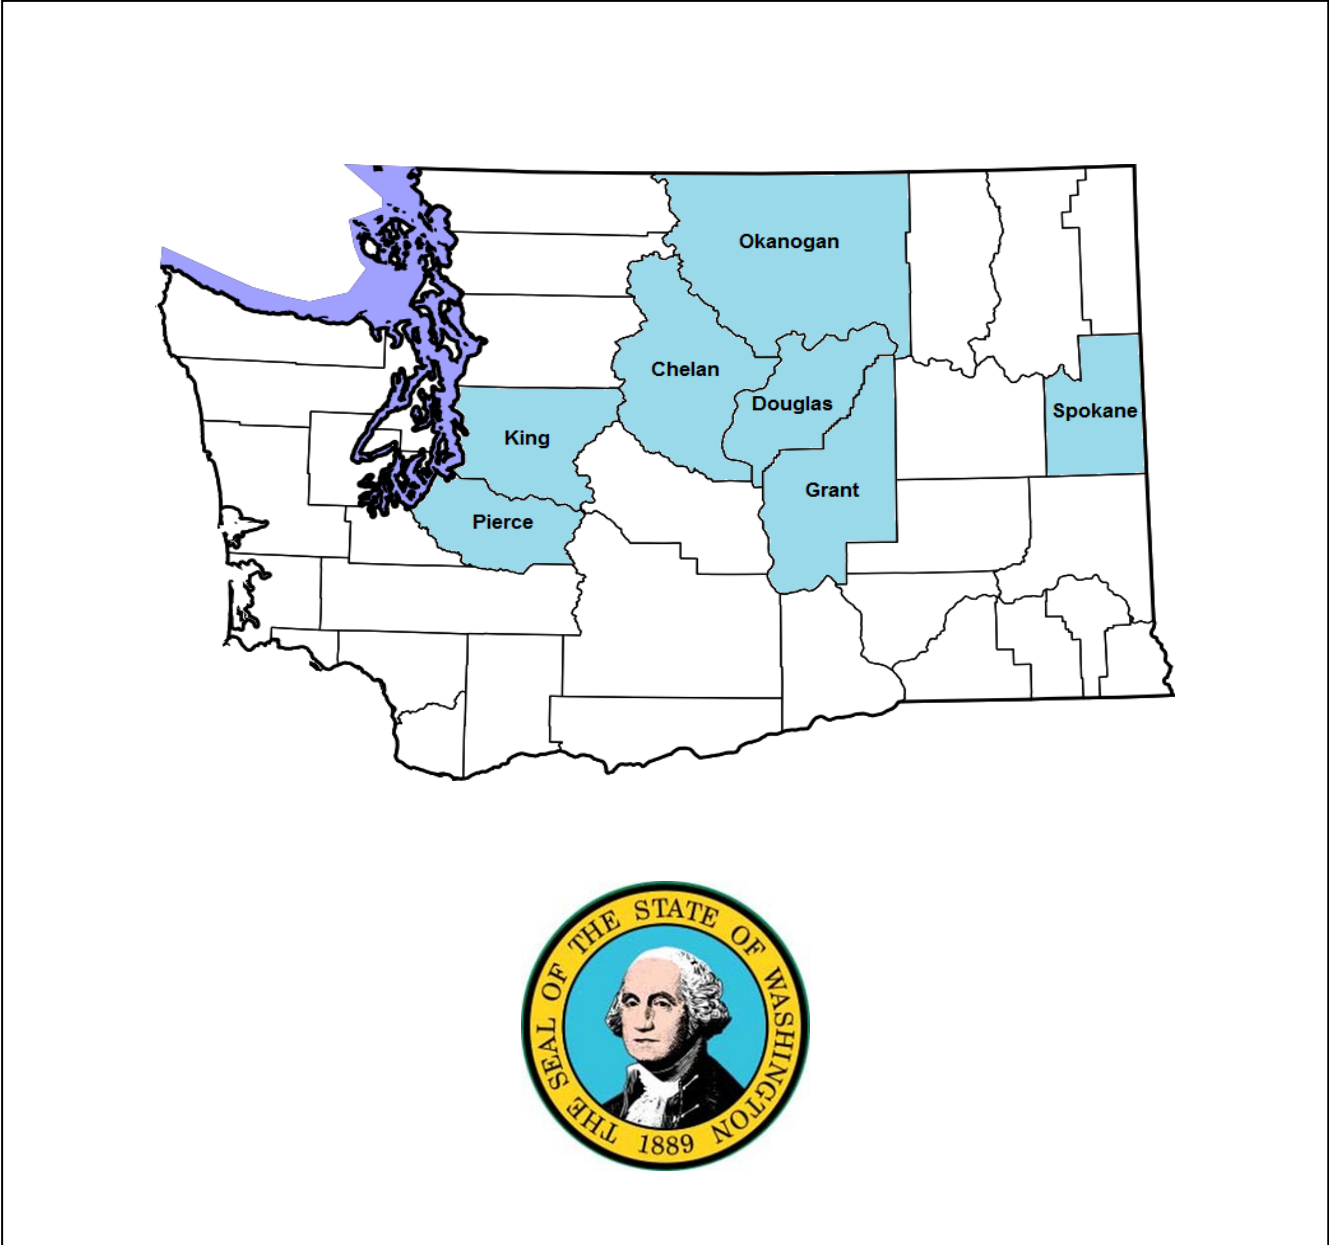 Okanogan
Chelan
Douglas
Spokane
King
Grant
Pierce
THE SEAL OF THE STATE OF WASHINGTON
1889